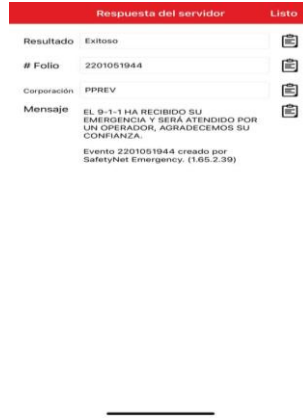 Respuesta del servidor Listo
Resultado Exitoso
# Folio 2201051944
Corporación PPREV
Mensaje EL 9-1-1 HA RECIBIDO SU
EMERGENCIA Y SERÁ ATENDIDO POR
UN OPERADOR, AGRADECEMOS SU
CONFIANZA.
Evento 2201051944 creado por
SafetyNet Emergency. (1.65.2.39)